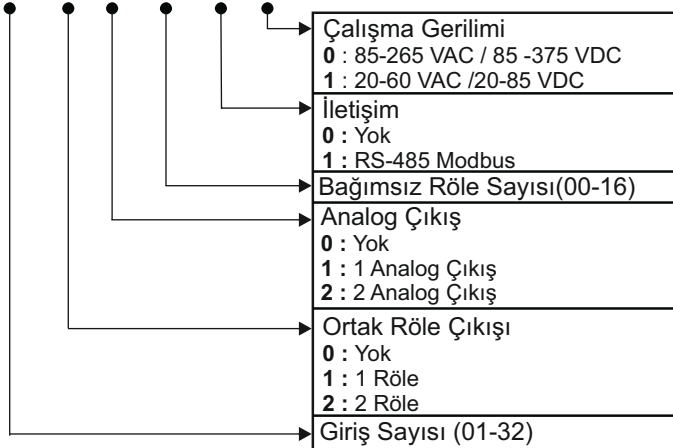 Çalışma Gerilimi
0 : 85-265 VAC / 85 -375 VDC
1 : 20-60 VAC /20-85 VDC
İletişim
0 : Yok
1 : RS-485 Modbus
Bağımsız Röle Sayısı(00-16)
Analog Çıkış
0 : Yok
1 : 1 Analog Çıkış
2 : 2 Analog Çıkış
Ortak Röle Çıkışı
0 : Yok
1 : 1 Röle
2 : 2 Röle
Giriş Sayısı (01-32)